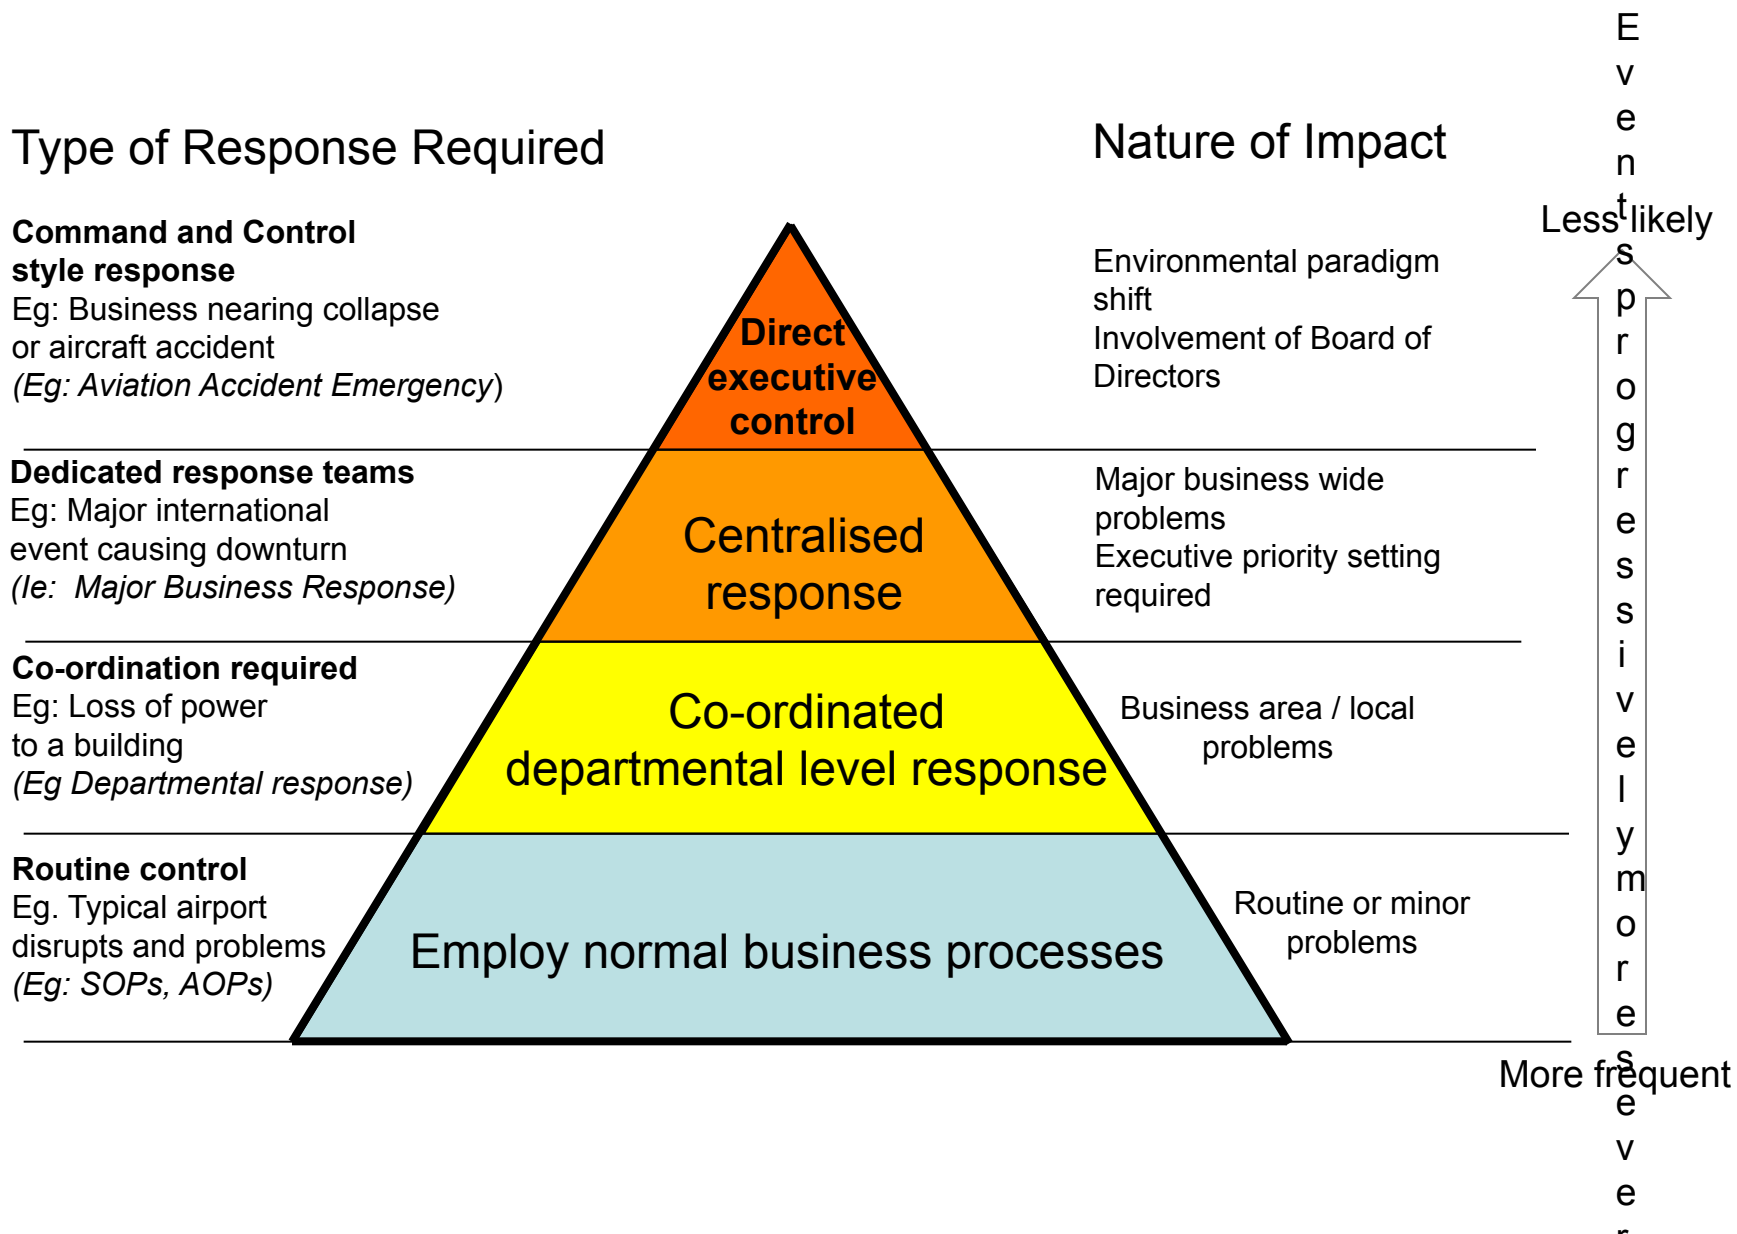 Type of Response Required
Nature of Impact
Command and Control
style response
Eg: Business nearing collapse
or aircraft accident
(Eg: Aviation Accident Emergency)
Direct
executive
control
Environmental paradigm
shift
Involvement of Board of
Directors
Dedicated response teams
Eg: Major international
event causing downturn
(Ie:  Major Business Response)
Centralised
response
Major business wide
problems
Executive priority setting
required
Co-ordination required
Eg: Loss of power
to a building
(Eg Departmental response)
Co-ordinated
departmental level response
Business area / local
problems
Routine control
Eg. Typical airport
disrupts and problems
(Eg: SOPs, AOPs)
Employ normal business processes
Routine or minor
problems
Less likely
Events progressively more sever
More frequent